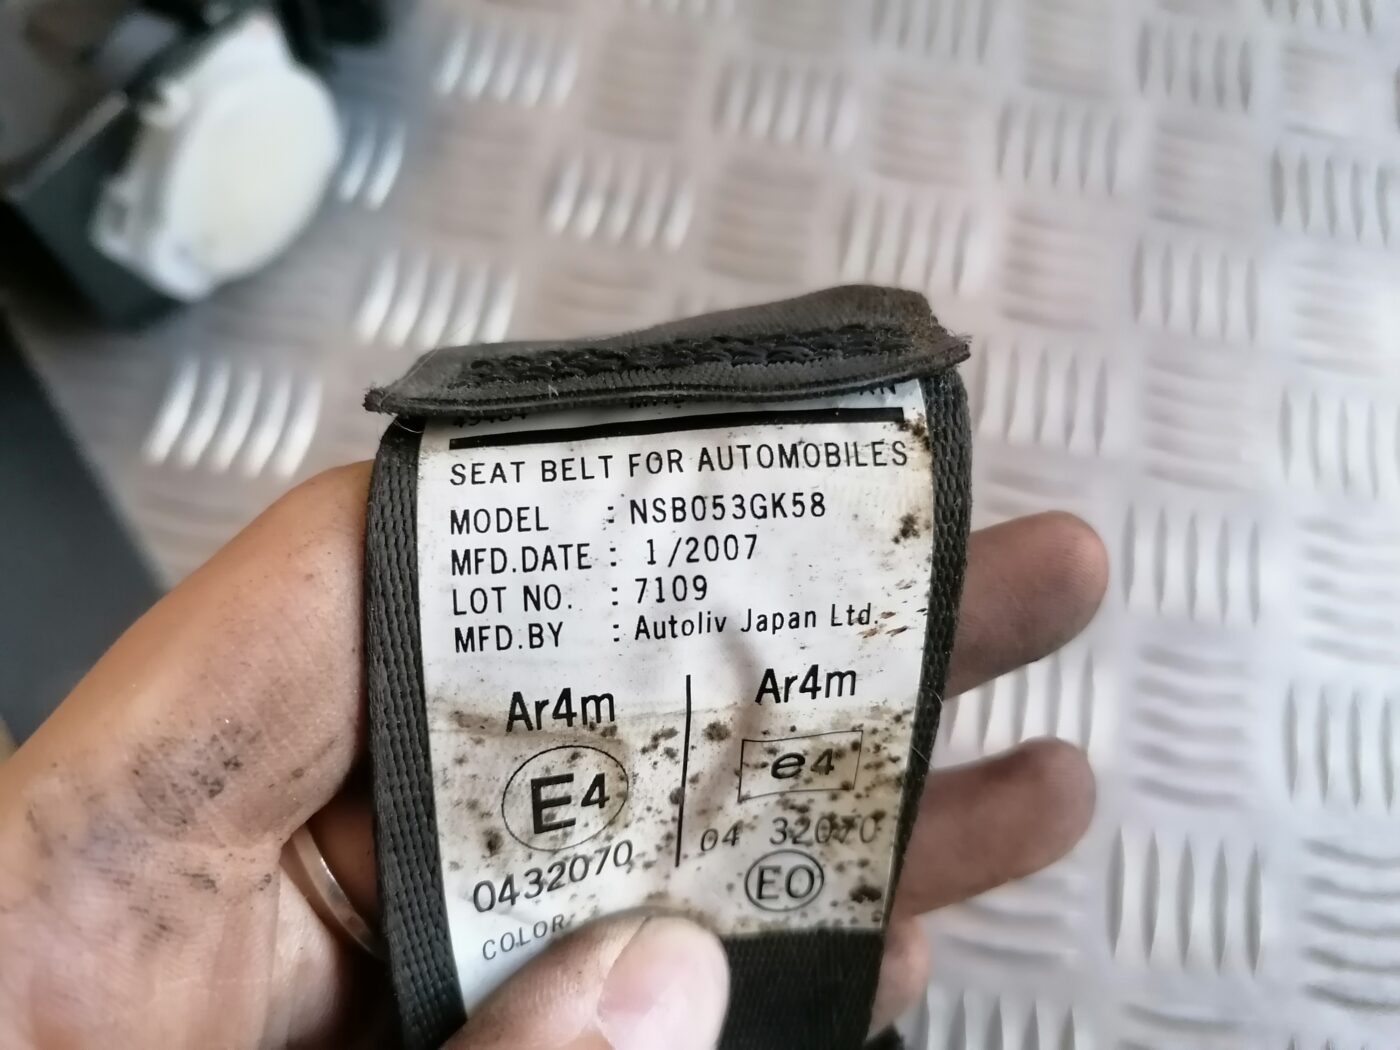 SEAT BELT FOR AUTOMOBILES
MODEL : NSB053GK58
MFD.DATE : 1/2007
LOT NO. : 7109
MFD.BY : Autoliv Japan Ltd.
Ar4m
E4
0432070
Ar4m
e4
04 32070
EO
COLOR